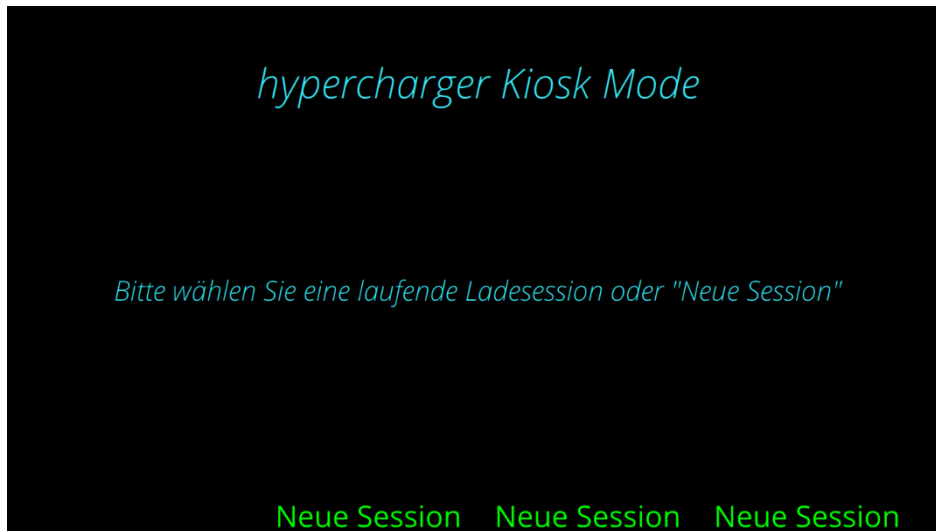 hypercharger Kiosk Mode
Bitte wählen Sie eine laufende Ladesession oder "Neue Session"
Neue Session Neue Session Neue Session